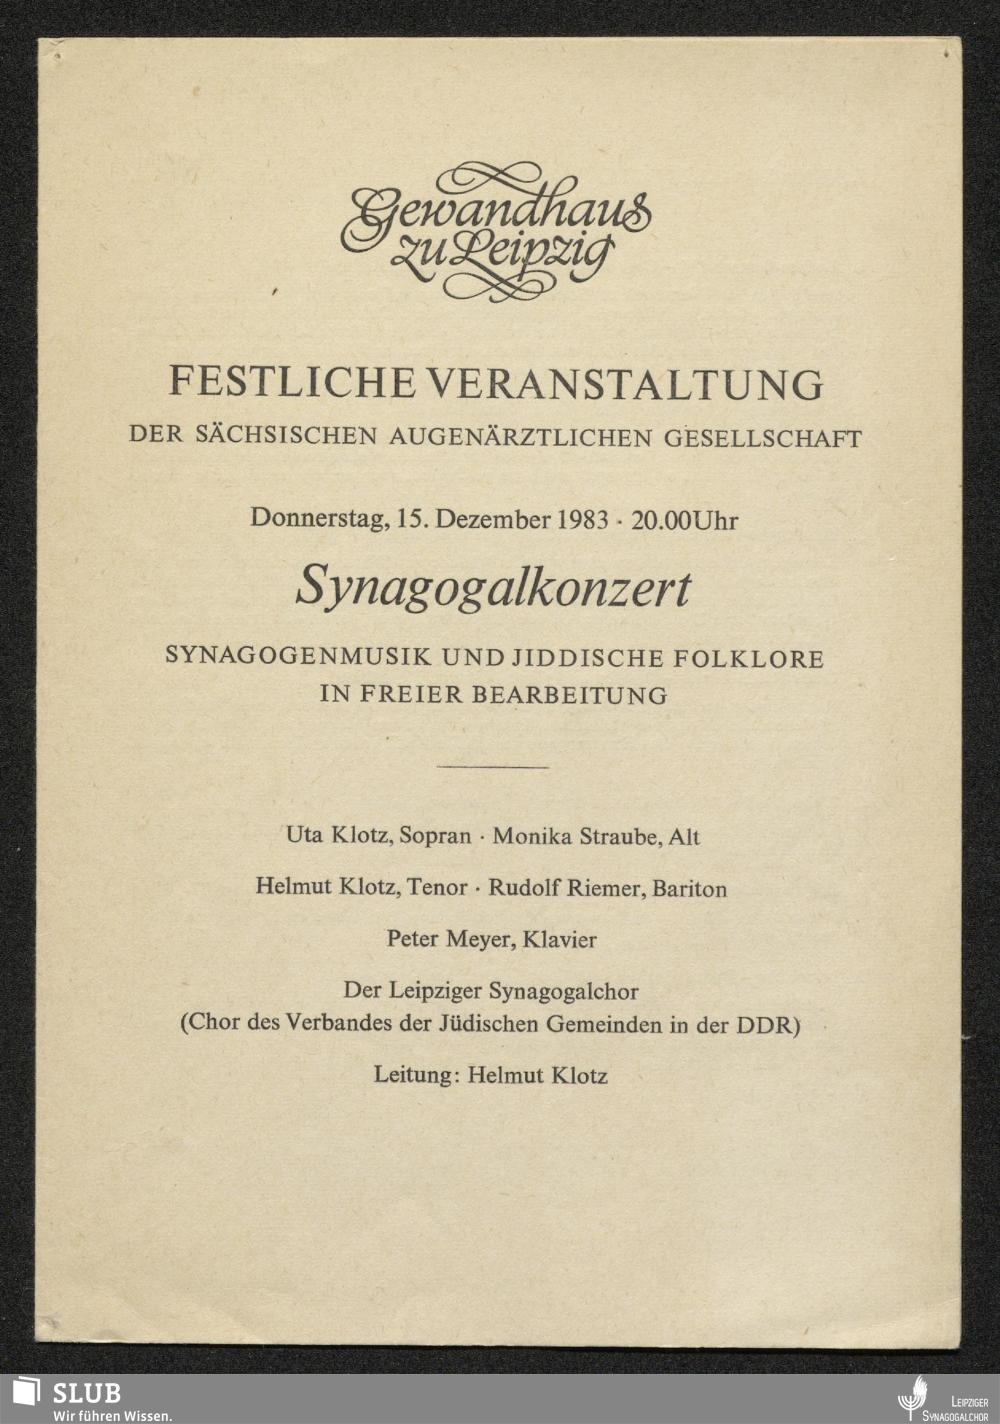 Gewandhaus
zu Leipzig
FESTLICHE VERANSTALTUNG
DER SÄCHSISCHEN AUGENÄRZTLICHEN GESELLSCHAFT
Donnerstag, 15. Dezember 1983 · 20.00 Uhr
Synagogalkonzert
SYNAGOGENMUSIK UND JIDDISCHE FOLKLORE
IN FREIER BEARBEITUNG
Uta Klotz, Sopran · Monika Straube, Alt
Helmut Klotz, Tenor · Rudolf Riemer, Bariton
Peter Meyer, Klavier
Der Leipziger Synagogalchor
(Chor des Verbandes der Jüdischen Gemeinden in der DDR)
Leitung: Helmut Klotz
SLUB
Wir führen Wissen.
LEIPZIGER
SYNAGOGALCHOR